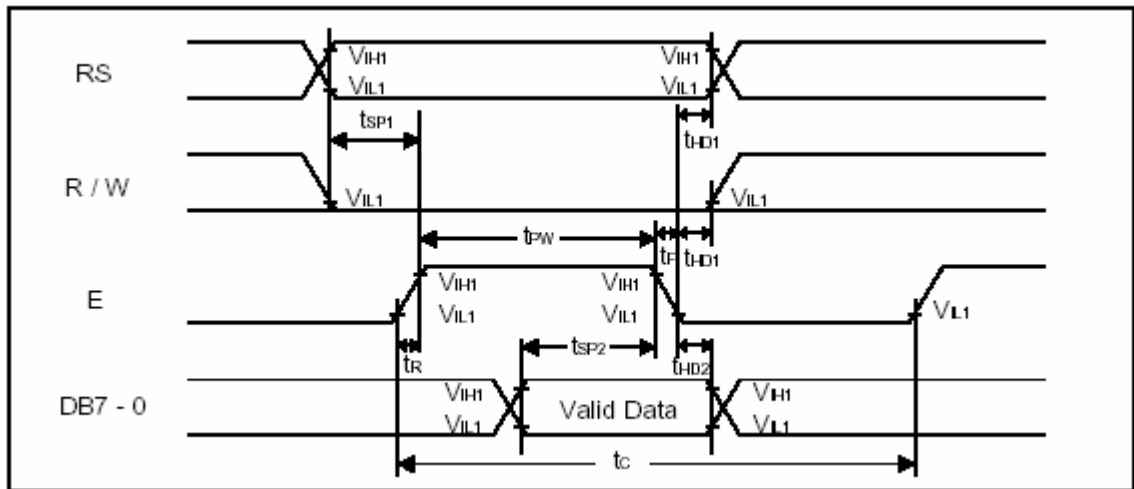 RS
VIH1
VIL1
VIH1
VIL1
tSP1
tHD1
R / W
VIL1
VIL1
tPW
tF
tHD1
E
VIH1
VIL1
VIH1
VIL1
VIL1
tR
tSP2
tHD2
DB7 - 0
VIH1
VIL1
Valid Data
VIH1
VIL1
tC